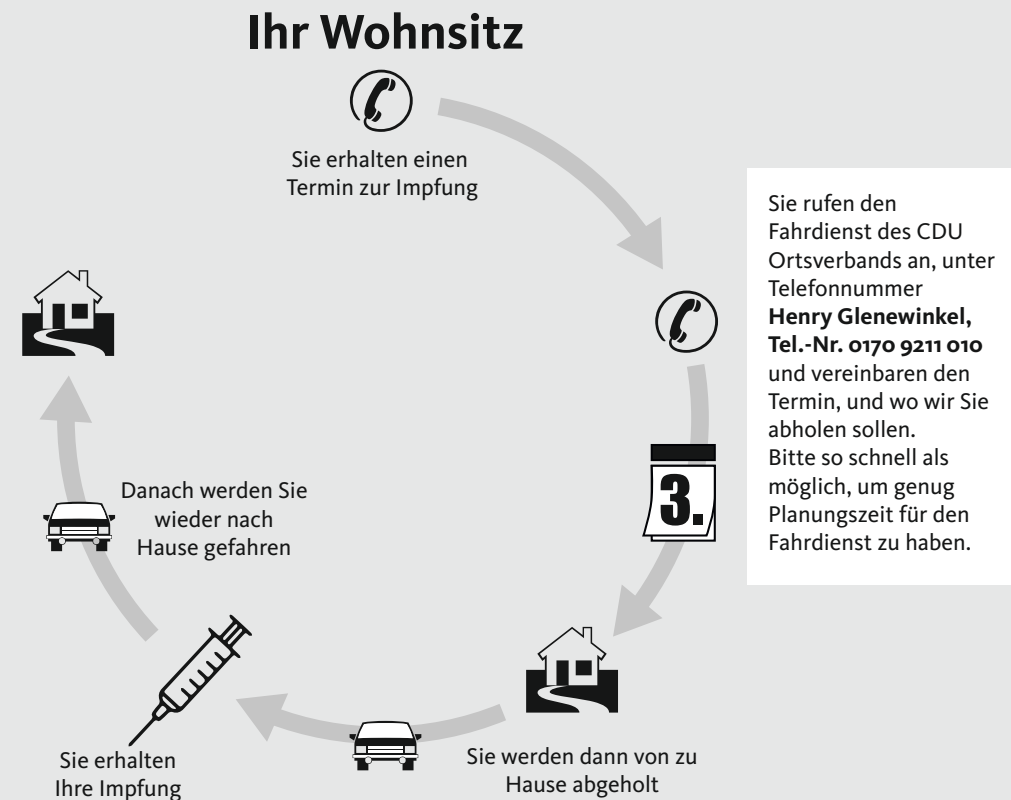 Ihr Wohnsitz
Sie erhalten einen
Termin zur Impfung
Sie rufen den
Fahrdienst des CDU
Ortsverbands an, unter
Telefonnummer
Henry Glenewinkel,
Tel.-Nr. 0170 9211 010
und vereinbaren den
Termin, und wo wir Sie
abholen sollen.
Bitte so schnell als
möglich, um genug
Planungszeit für den
Fahrdienst zu haben.
3.
Sie werden dann von zu
Hause abgeholt
Sie erhalten
Ihre Impfung
Danach werden Sie
wieder nach
Hause gefahren